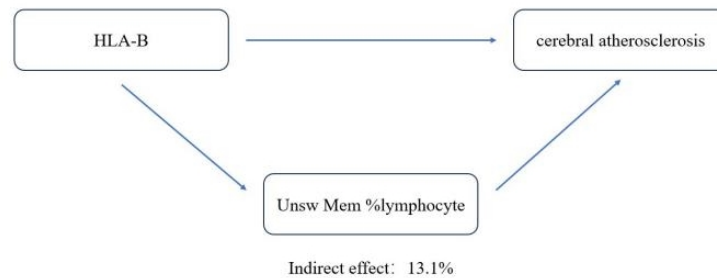 HLA-B
cerebral atherosclerosis
Unsw Mem %lymphocyte
Indirect effect: 13.1%